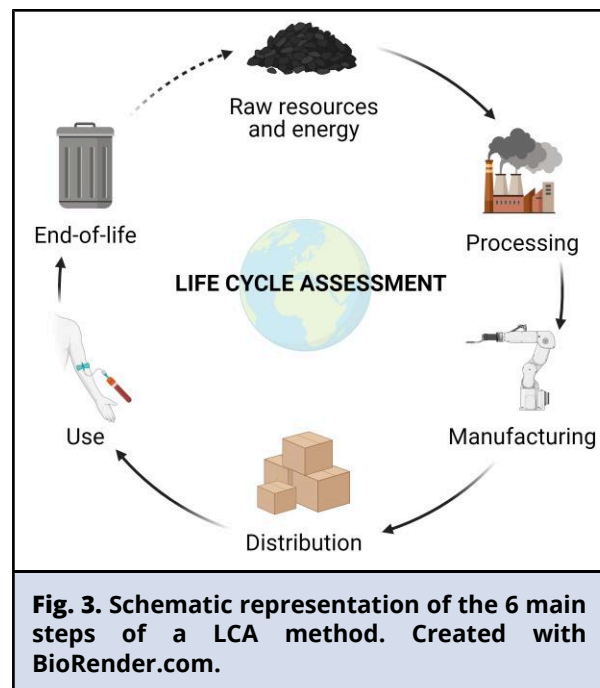 Raw resources
and energy
Processing
Manufacturing
Distribution
Use
End-of-life
LIFE CYCLE ASSESSMENT
Fig. 3. Schematic representation of the 6 main
steps of a LCA method. Created with
BioRender.com.